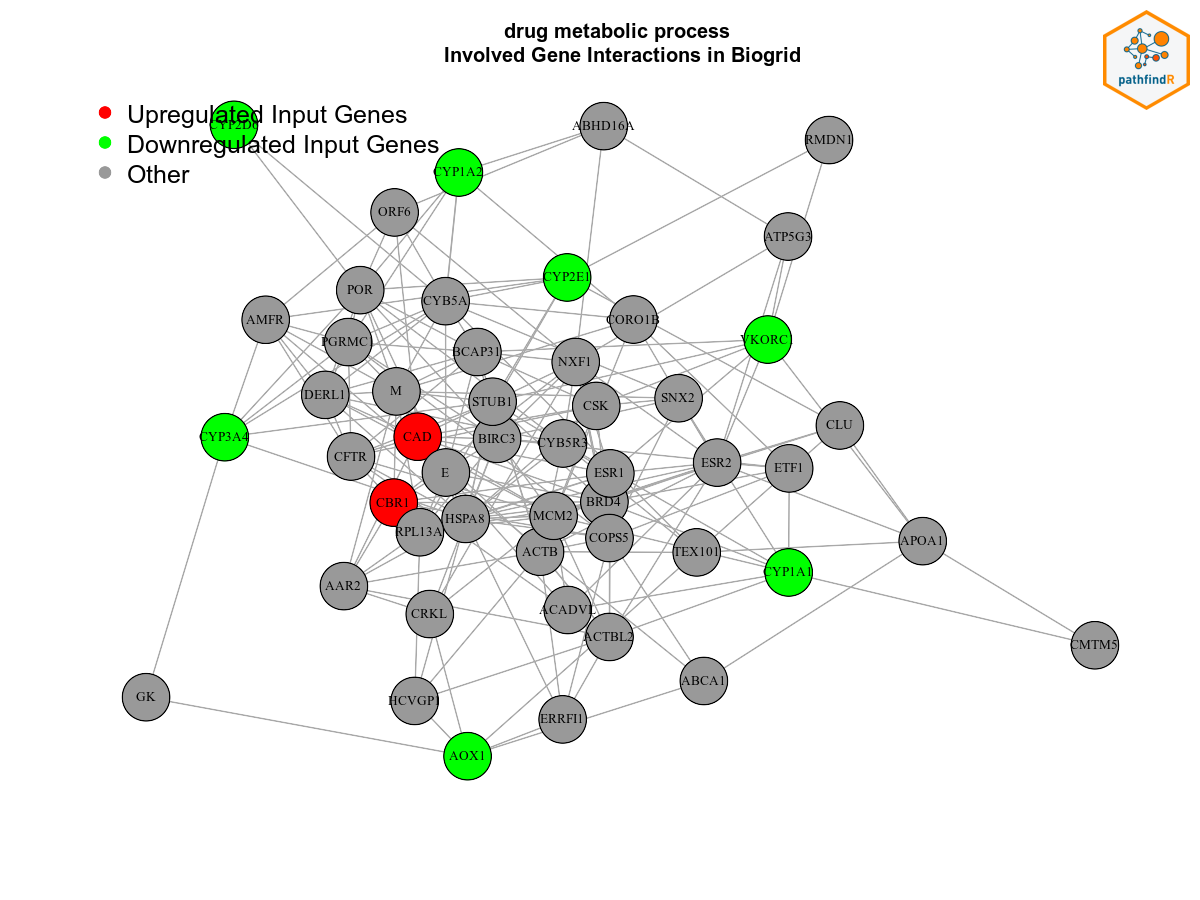 drug metabolic process
Involved Gene Interactions in Biogrid
pathfindR
Upregulated Input Genes
Downregulated Input Genes
Other
CYP2D6
ABHD16A
RMDN1
CYP1A2
ORF6
ATP5G3
CYP2E1
POR
CYB5A
AMFR
CORO1B
PGRMC1
VKORC1
BCAP31
NXF1
DERL1
M
STUB1
CSK
SNX2
CLU
CYP3A4
CAD
BIRC3
CYB5R3
CFTR
E
ESR1
ESR2
ETF1
CBR1
BRD4
RPL13A
HSPA8
MCM2
COPS5
ACTB
TEX101
APOA1
CYP1A1
AAR2
CRKL
ACADVL
ACTBL2
CMTM5
GK
HCVGP1
ABCA1
ERRFI1
AOX1